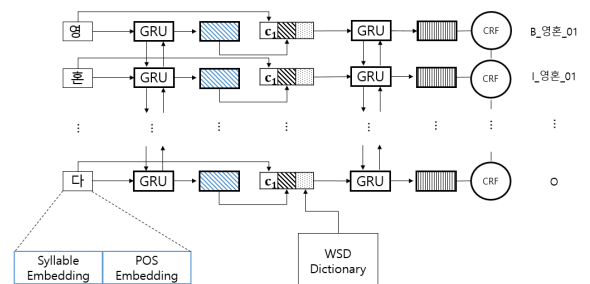 영 GRU c₁ GRU CRF B_영혼_01
혼 GRU c₁ GRU CRF I_영혼_01
⋮ ⋮ ⋮ ⋮ ⋮ ⋮ ⋮ ⋮
다 GRU c₁ GRU CRF O
Syllable Embedding
POS Embedding
WSD
Dictionary